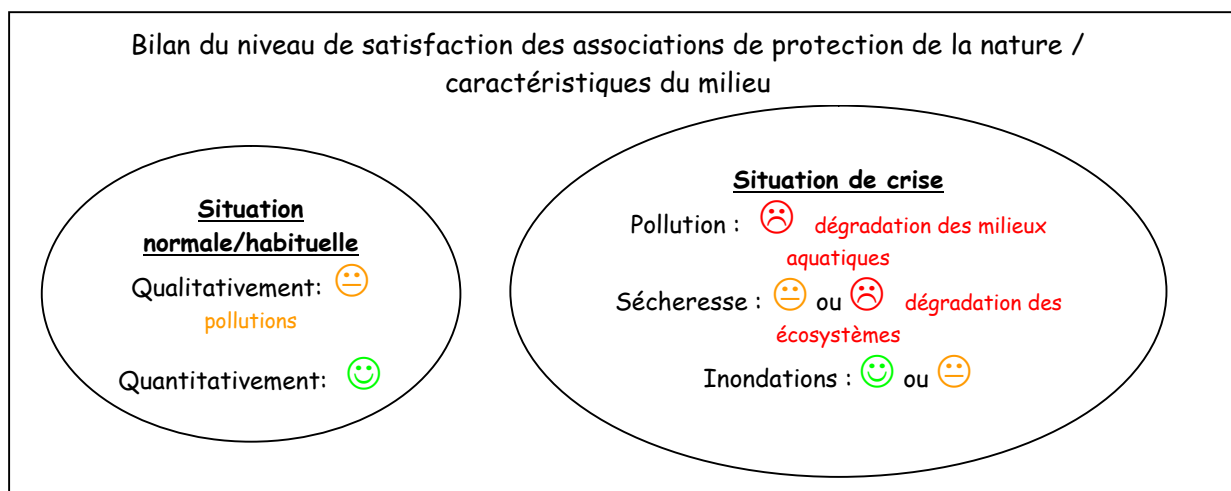 Bilan du niveau de satisfaction des associations de protection de la nature /
caractéristiques du milieu
Situation
normale/habituelle
Qualitativement:
pollutions
Quantitativement:
Situation de crise
Pollution : dégradation des milieux
aquatiques
Sécheresse : ou dégradation des
écosystèmes
Inondations : ou